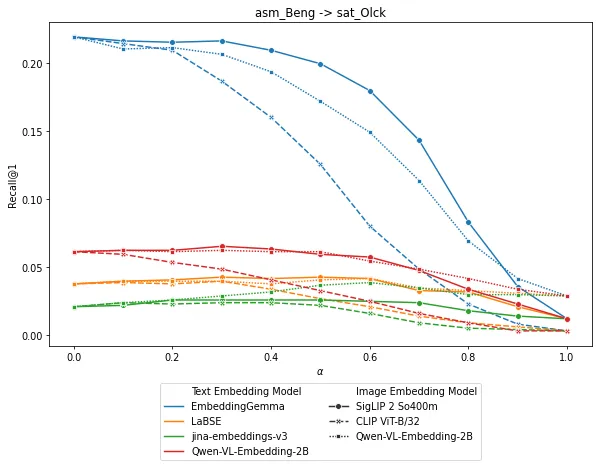 asm_Beng -> sat_Olck
Recall@1
0.20
0.15
0.10
0.05
0.00
0.0 0.2 0.4 0.6 0.8 1.0
α
Text Embedding Model
EmbeddingGemma
LaBSE
jina-embeddings-v3
Qwen-VL-Embedding-2B
Image Embedding Model
SigLIP 2 So400m
CLIP ViT-B/32
Qwen-VL-Embedding-2B